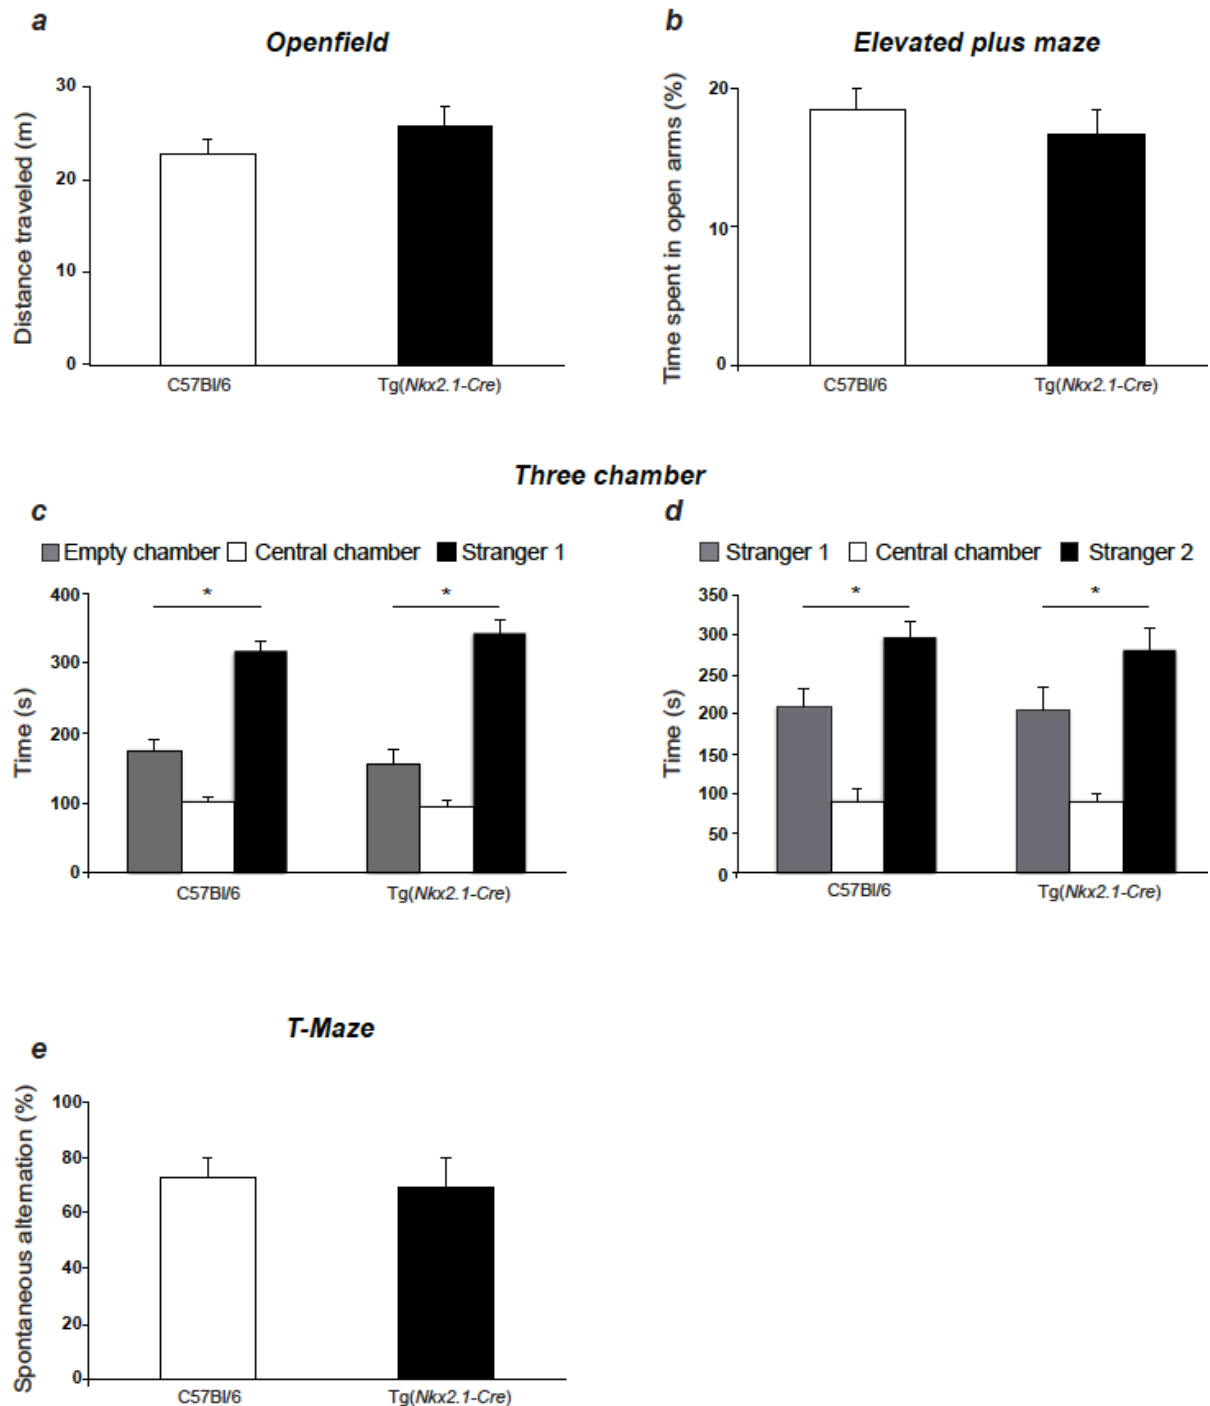 a
Openfield
Distance traveled (m)
30
20
10
0
C57Bl/6
Tg(Nkx2.1-Cre)
b
Elevated plus maze
Time spent in open arms (%)
20
10
0
C57Bl/6
Tg(Nkx2.1-Cre)
Three chamber
c
Empty chamber Central chamber Stranger 1
Time (s)
400
300
200
100
0
*
*
C57Bl/6
Tg(Nkx2.1-Cre)
d
Stranger 1 Central chamber Stranger 2
Time (s)
350
300
250
200
150
100
50
0
*
*
C57Bl/6
Tg(Nkx2.1-Cre)
T-Maze
e
Spontaneous alternation (%)
100
80
60
40
20
0
C57Bl/6
Tg(Nkx2.1-Cre)